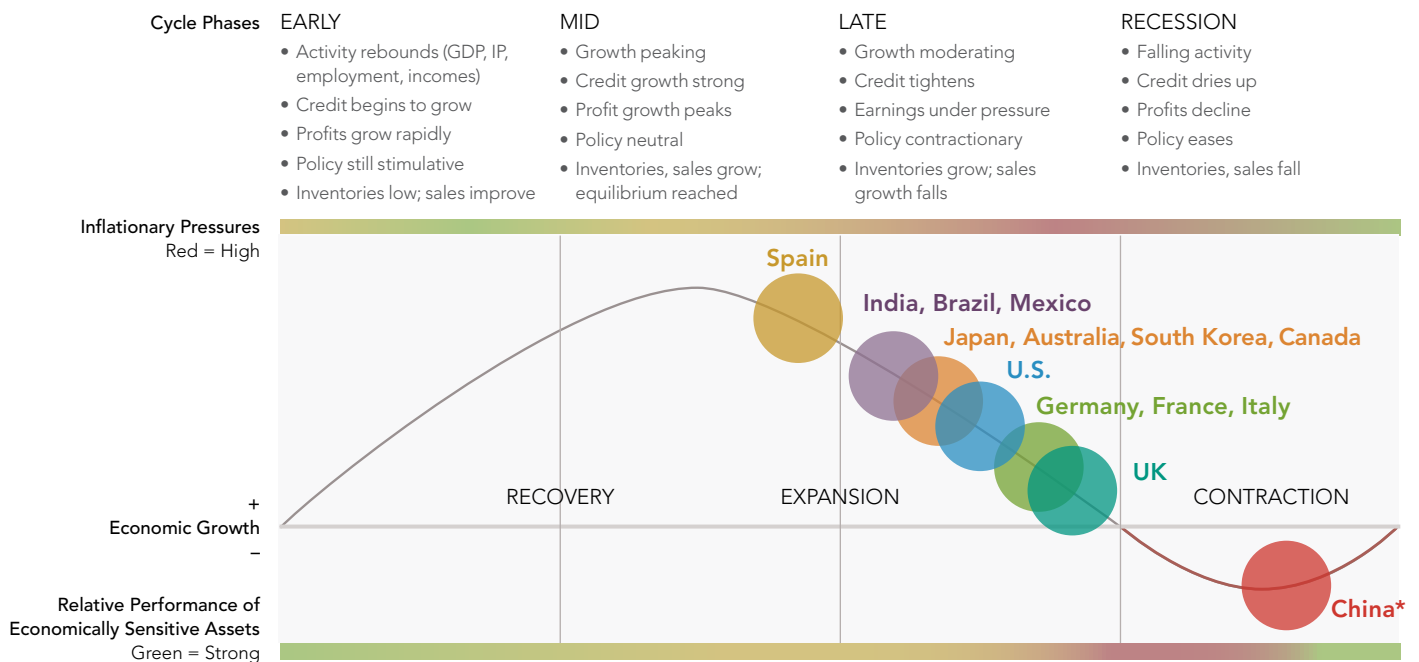 Cycle Phases
EARLY
• Activity rebounds (GDP, IP,
employment, incomes)
• Credit begins to grow
• Profits grow rapidly
• Policy still stimulative
• Inventories low; sales improve
MID
• Growth peaking
• Credit growth strong
• Profit growth peaks
• Policy neutral
• Inventories, sales grow;
equilibrium reached
LATE
• Growth moderating
• Credit tightens
• Earnings under pressure
• Policy contractionary
• Inventories grow; sales
growth falls
RECESSION
• Falling activity
• Credit dries up
• Profits decline
• Policy eases
• Inventories, sales fall
Inflationary Pressures
Red = High
Spain
India, Brazil, Mexico
Japan, Australia, South Korea, Canada
U.S.
Germany, France, Italy
UK
RECOVERY
EXPANSION
CONTRACTION
+
Economic Growth
–
China*
Relative Performance of
Economically Sensitive Assets
Green = Strong